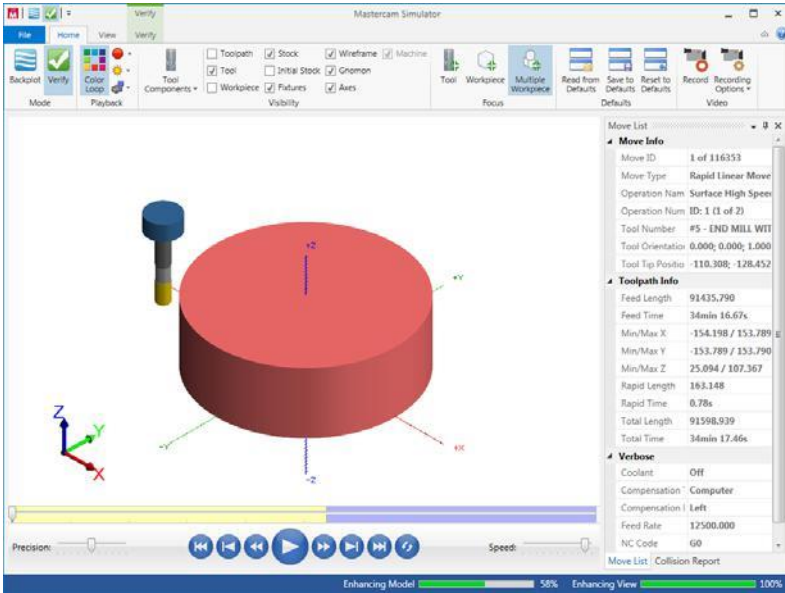 Verify
Mastercam Simulator
File Home View Verify
Backplot Verify
Color Loop
Tool Components
Toolpath Stock Wireframe Machine
Tool Initial Stock Gnomon
Workpiece Fixtures Axes
Tool Workpiece Multiple Workpiece
Read from Defaults Save to Defaults Reset to Defaults
Record Recording Options
Mode Playback Visibility Focus Defaults Video
+Z
+Y
-Y
+X
-Z
Z
Y
X
Move List
Move Info
Move ID 1 of 116353
Move Type Rapid Linear Move
Operation Nam Surface High Speed
Operation Num ID: 1 (1 of 2)
Tool Number #5 - END MILL WIT
Tool Orientatio 0.000; 0.000; 1.000
Tool Tip Positio -110.308; -128.452
Toolpath Info
Feed Length 91435.790
Feed Time 34min 16.67s
Min/Max X -154.198 / 153.789
Min/Max Y -153.789 / 153.790
Min/Max Z 25.094 / 107.367
Rapid Length 163.148
Rapid Time 0.78s
Total Length 91598.939
Total Time 34min 17.46s
Verbose
Coolant Off
Compensation Computer
Compensation Left
Feed Rate 12500.000
NC Code G0
Move List Collision Report
Precision:
Speed:
Enhancing Model 58% Enhancing View 100%